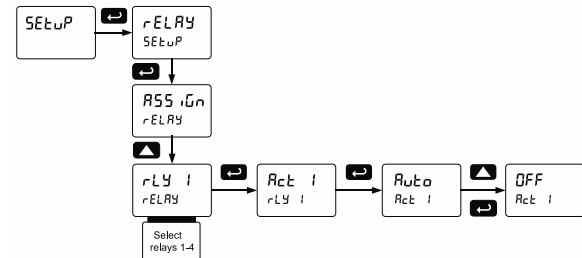 SEtuP
rELAY
SEtuP
ASSiGn
rELAY
rLY 1
rELAY
Act 1
rLY 1
Auto
Act 1
OFF
Act 1
Select
relays 1-4